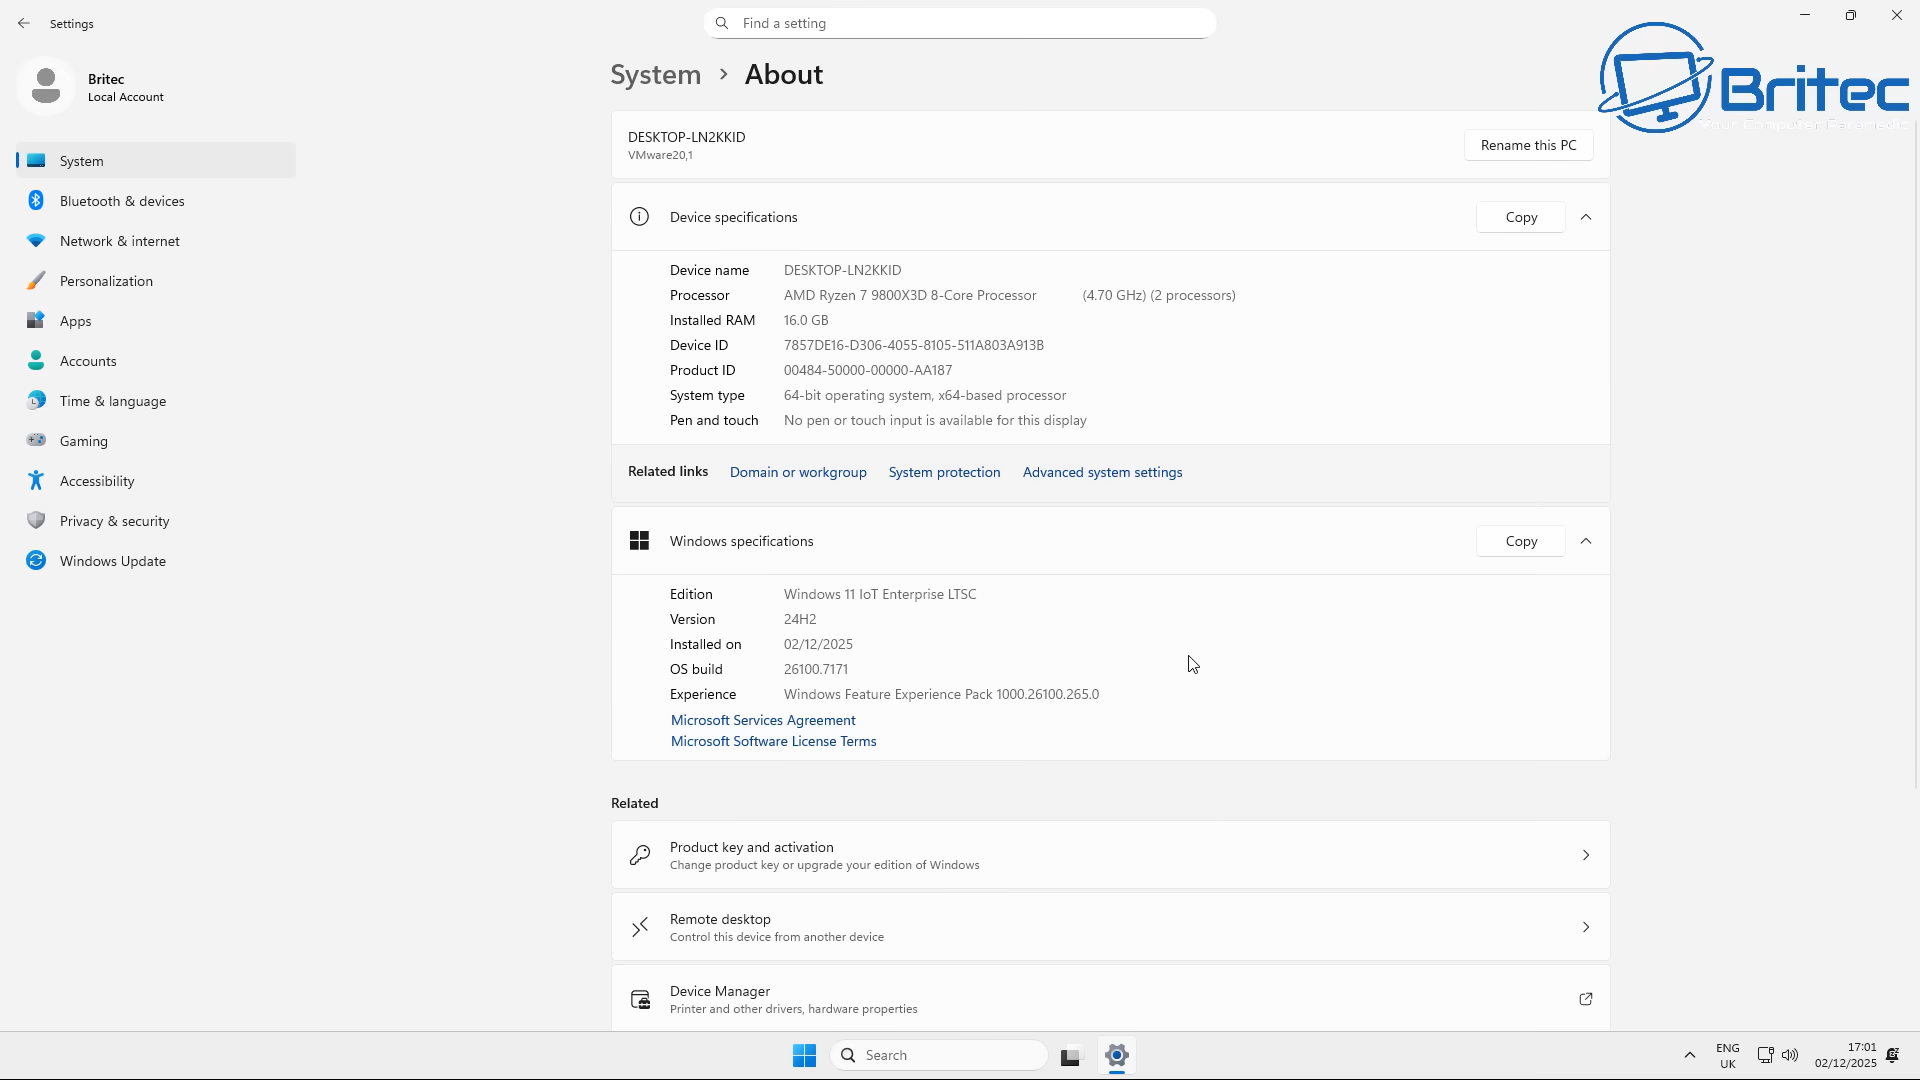 Settings
Find a setting
Britec
Local Account
System
Bluetooth & devices
Network & internet
Personalization
Apps
Accounts
Time & language
Gaming
Accessibility
Privacy & security
Windows Update
System > About
Britec
Your Computer Paramedic
DESKTOP-LN2KKID
VMware20,1
Rename this PC
Device specifications
Copy
Device name DESKTOP-LN2KKID
Processor AMD Ryzen 7 9800X3D 8-Core Processor (4.70 GHz) (2 processors)
Installed RAM 16.0 GB
Device ID 7857DE16-D306-4055-8105-511A803A913B
Product ID 00484-50000-00000-AA187
System type 64-bit operating system, x64-based processor
Pen and touch No pen or touch input is available for this display
Related links Domain or workgroup System protection Advanced system settings
Windows specifications
Copy
Edition Windows 11 IoT Enterprise LTSC
Version 24H2
Installed on 02/12/2025
OS build 26100.7171
Experience Windows Feature Experience Pack 1000.26100.265.0
Microsoft Services Agreement
Microsoft Software License Terms
Related
Product key and activation
Change product key or upgrade your edition of Windows
Remote desktop
Control this device from another device
Device Manager
Printer and other drivers, hardware properties
Search
ENG
UK
17:01
02/12/2025